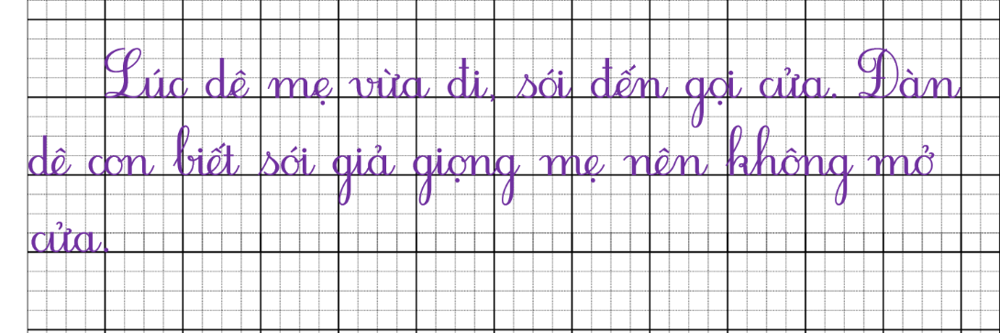 Lúc dê mẹ vừa đi, sói đến gọi cửa. Đàn
dê con biết sói giả giọng mẹ nên không mở
cửa.